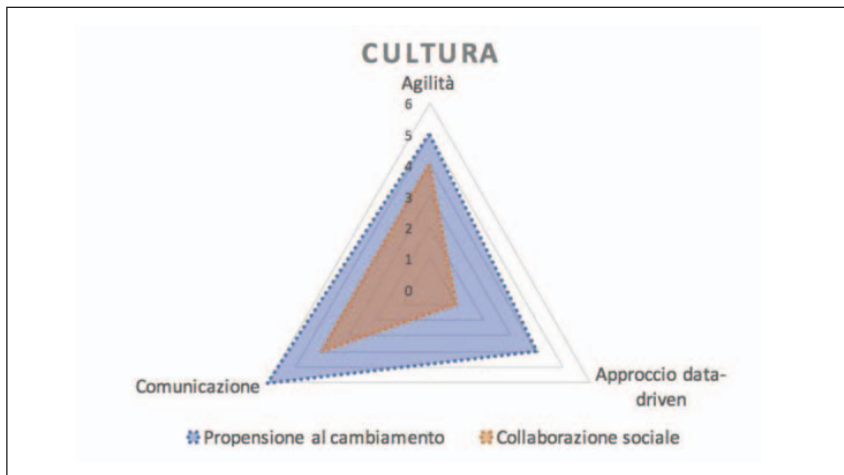 CULTURA
Agilità
6
5
4
3
2
1
0
Comunicazione
Approccio data-
driven
Propensione al cambiamento
Collaborazione sociale